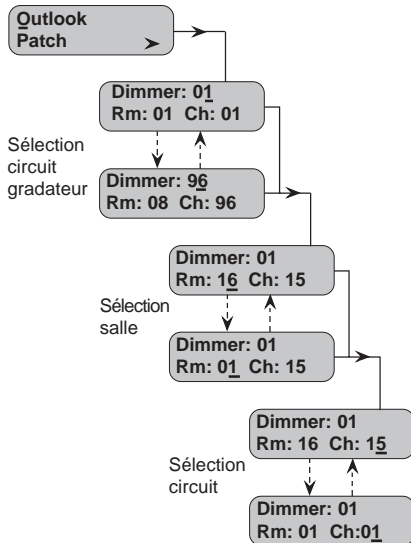 Outlook
Patch
Dimmer: 01
Rm: 01 Ch: 01
Sélection
circuit
gradateur
Dimmer: 96
Rm: 08 Ch: 96
Dimmer: 01
Rm: 16 Ch: 15
Sélection
salle
Dimmer: 01
Rm: 01 Ch: 15
Dimmer: 01
Rm: 16 Ch: 15
Sélection
circuit
Dimmer: 01
Rm: 01 Ch:01